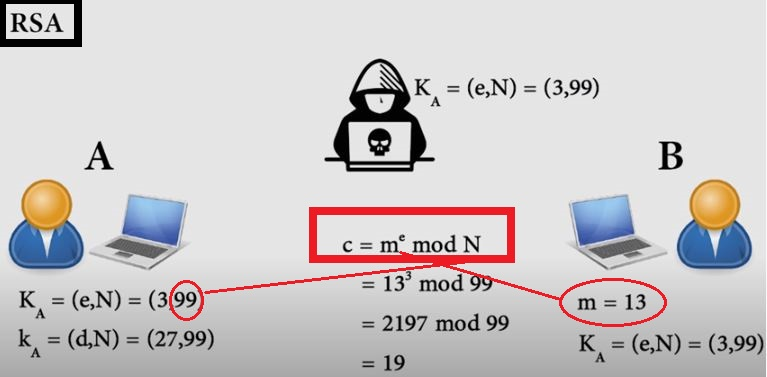 RSA
K_A = (e,N) = (3,99)
A
B
c = m^e mod N
= 13^3 mod 99
= 2197 mod 99
= 19
K_A = (e,N) = (3,99)
k_A = (d,N) = (27,99)
m = 13
K_A = (e,N) = (3,99)